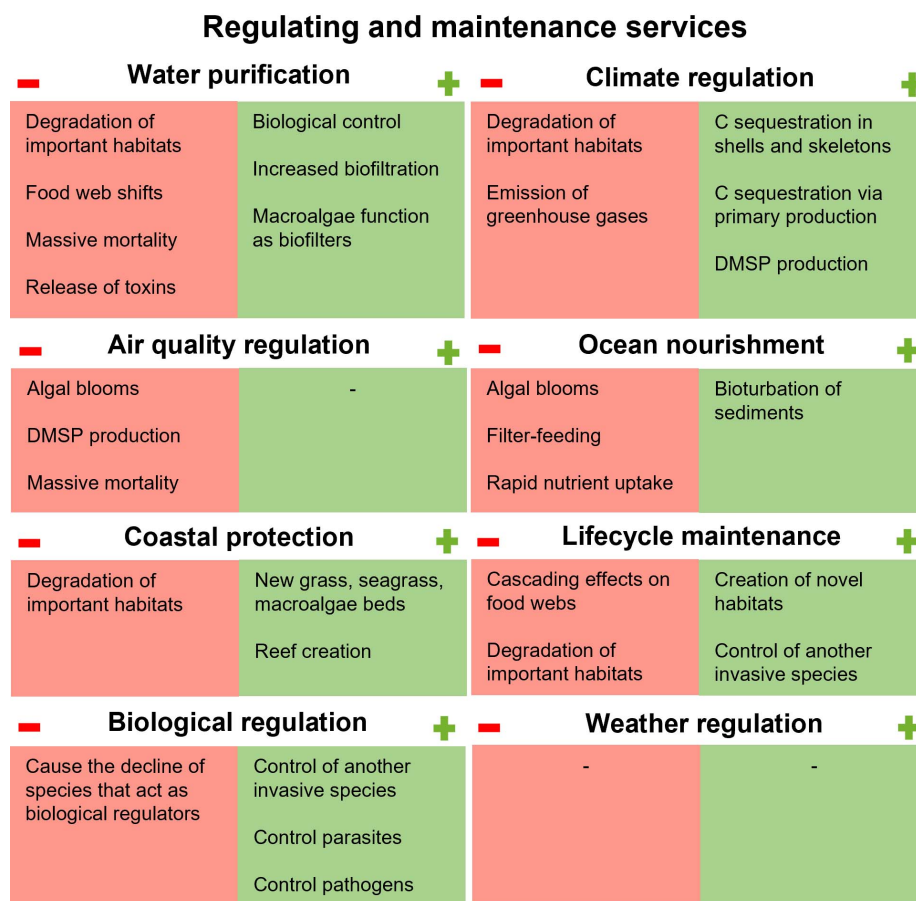 Regulating and maintenance services
Water purification
Degradation of
important habitats
Food web shifts
Massive mortality
Release of toxins
Biological control
Increased biofiltration
Macroalgae function
as biofilters
Climate regulation
Degradation of
important habitats
Emission of
greenhouse gases
C sequestration in
shells and skeletons
C sequestration via
primary production
DMSP production
Air quality regulation
Algal blooms
DMSP production
Massive mortality
-
Ocean nourishment
Algal blooms
Filter-feeding
Rapid nutrient uptake
Bioturbation of
sediments
Coastal protection
Degradation of
important habitats
New grass, seagrass,
macroalgae beds
Reef creation
Lifecycle maintenance
Cascading effects on
food webs
Degradation of
important habitats
Creation of novel
habitats
Control of another
invasive species
Biological regulation
Cause the decline of
species that act as
biological regulators
Control of another
invasive species
Control parasites
Control pathogens
Weather regulation
-
-